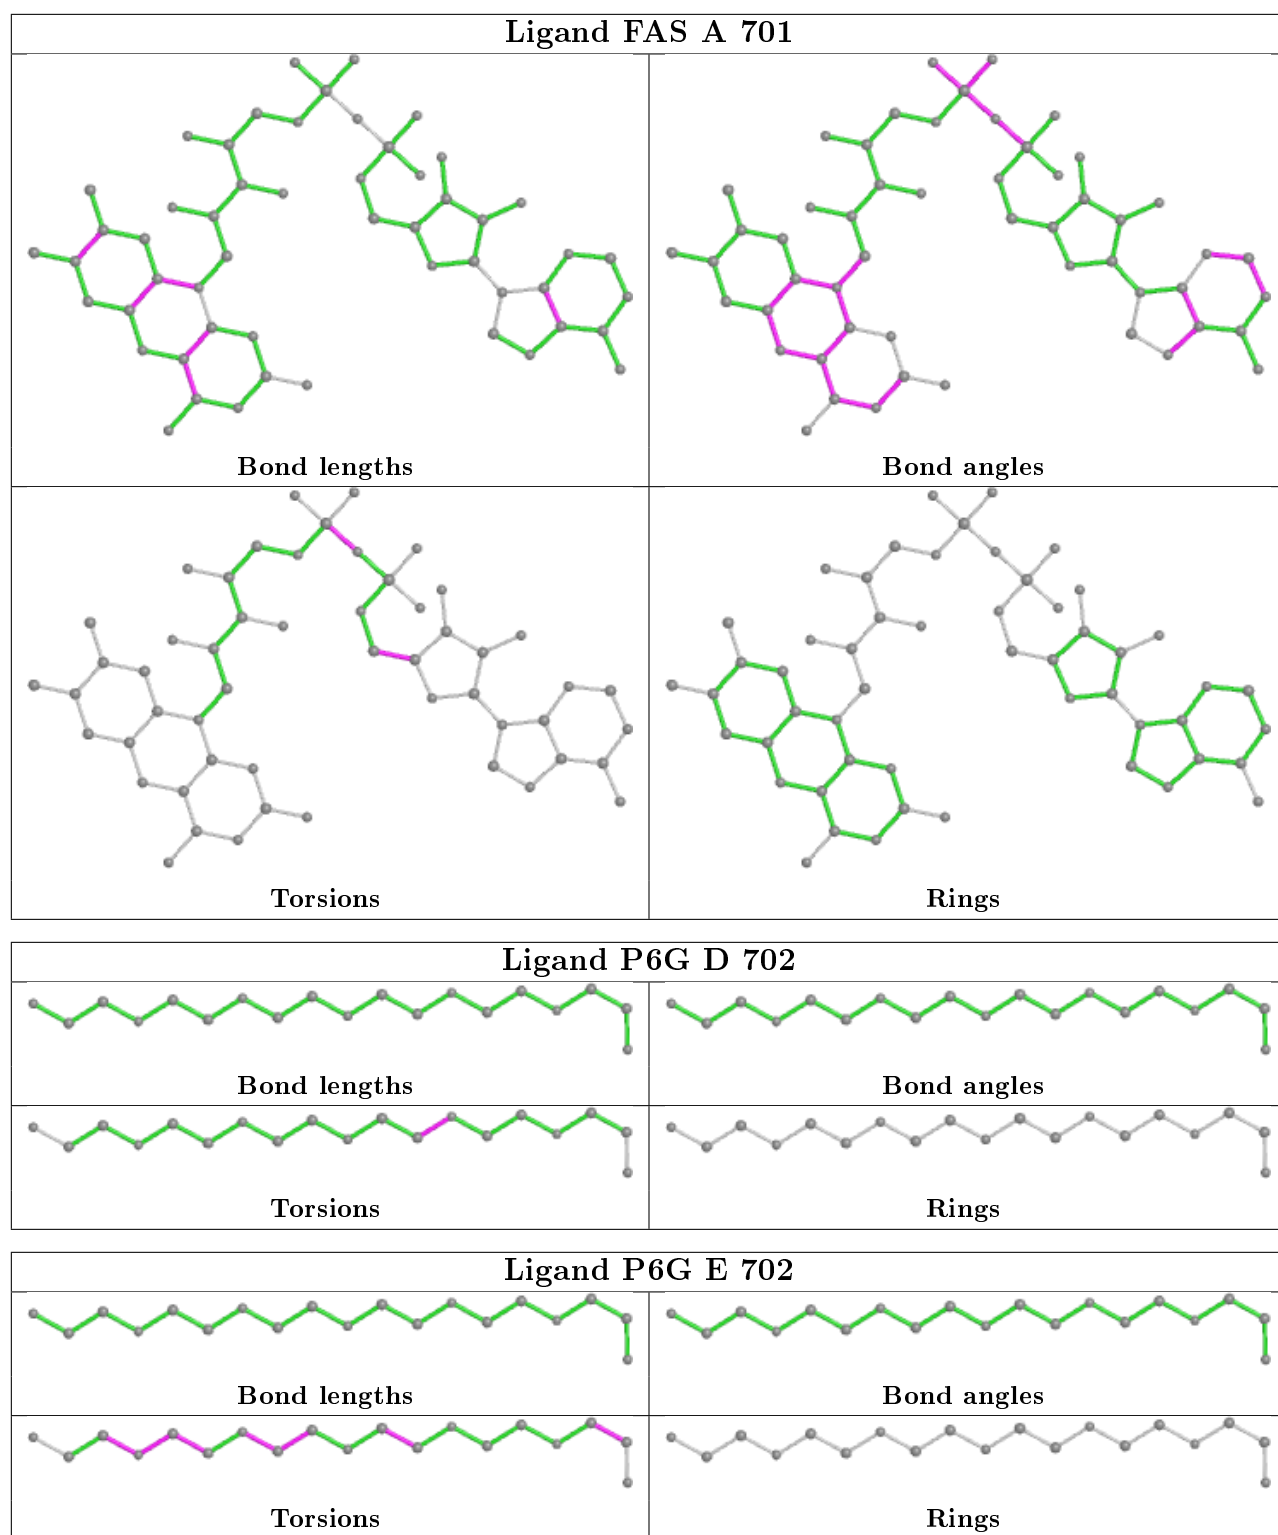 Ligand FAS A 701
Bond lengths
Bond angles
Torsions
Rings
Ligand P6G D 702
Bond lengths
Bond angles
Torsions
Rings
Ligand P6G E 702
Bond lengths
Bond angles
Torsions
Rings